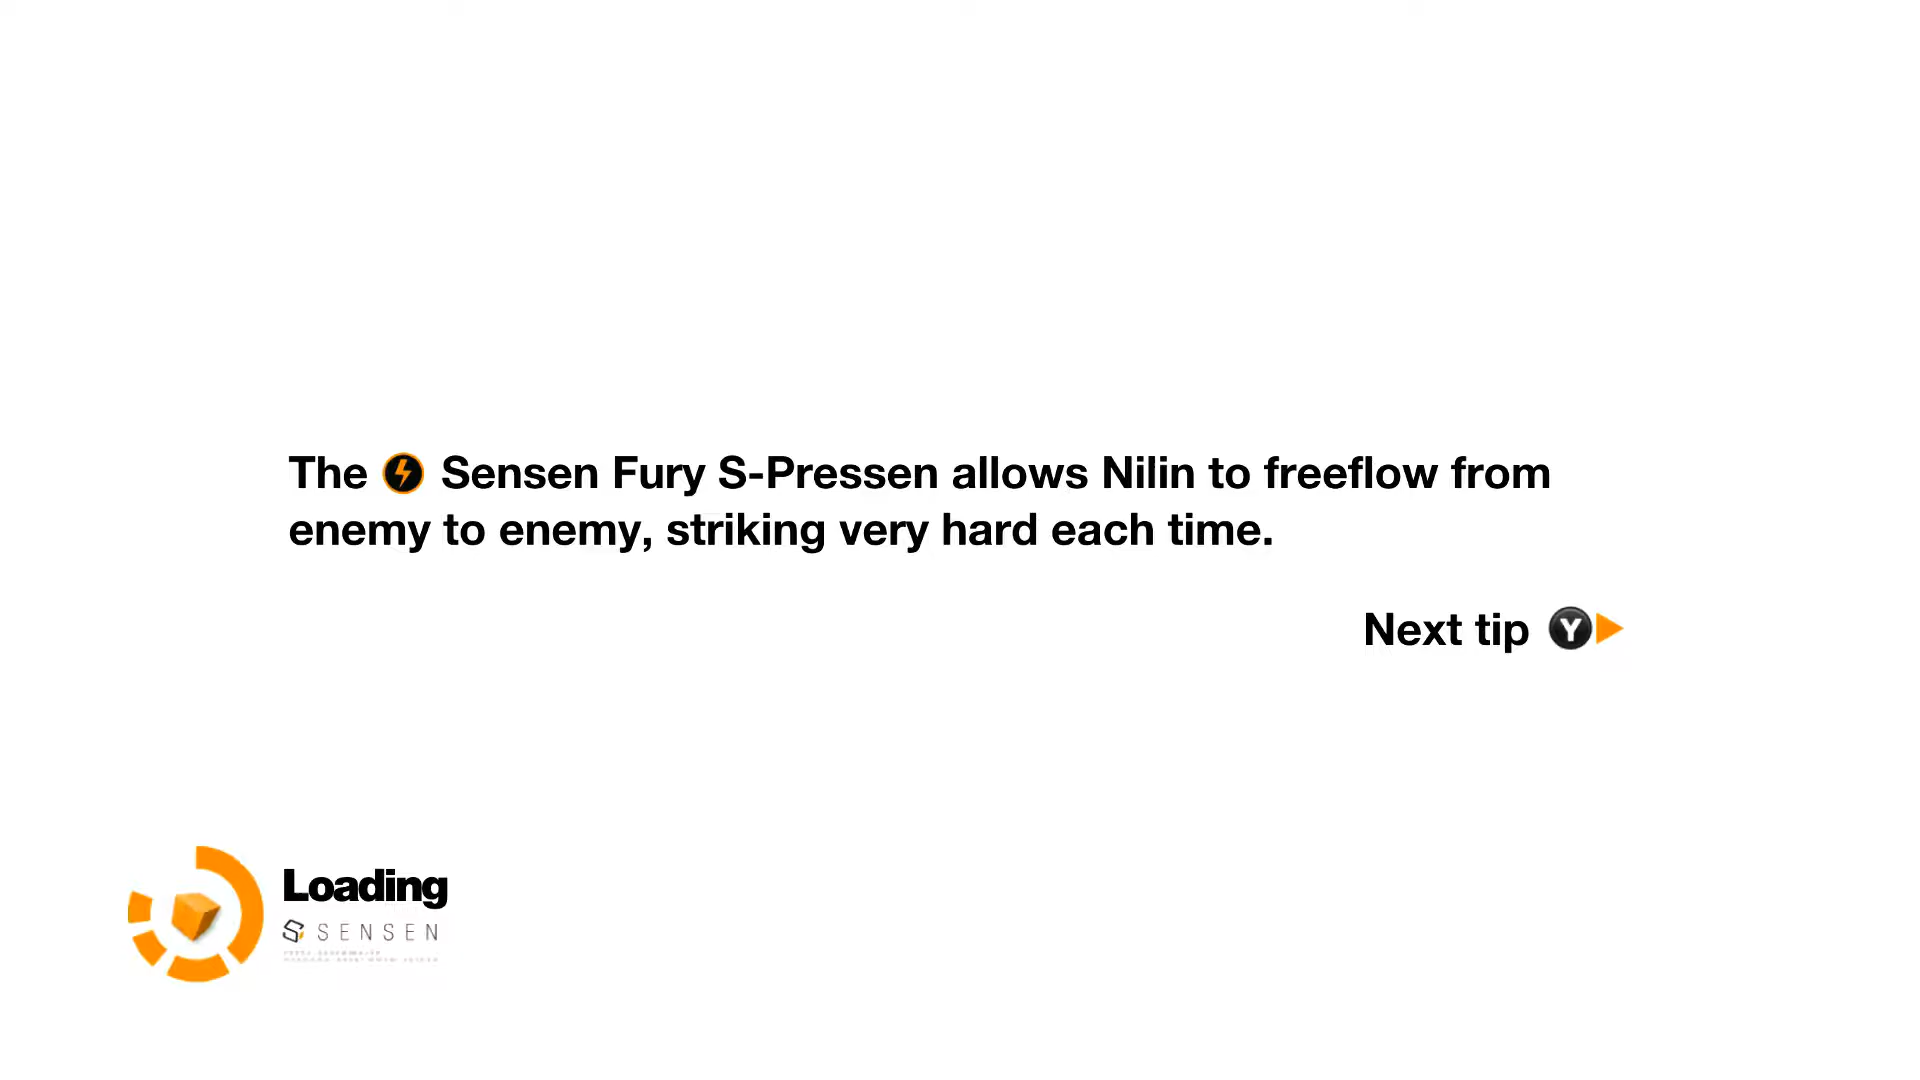 The Sensen Fury S-Pressen allows Nilin to freeflow from
enemy to enemy, striking very hard each time.
Next tip Y
Loading
SENSEN